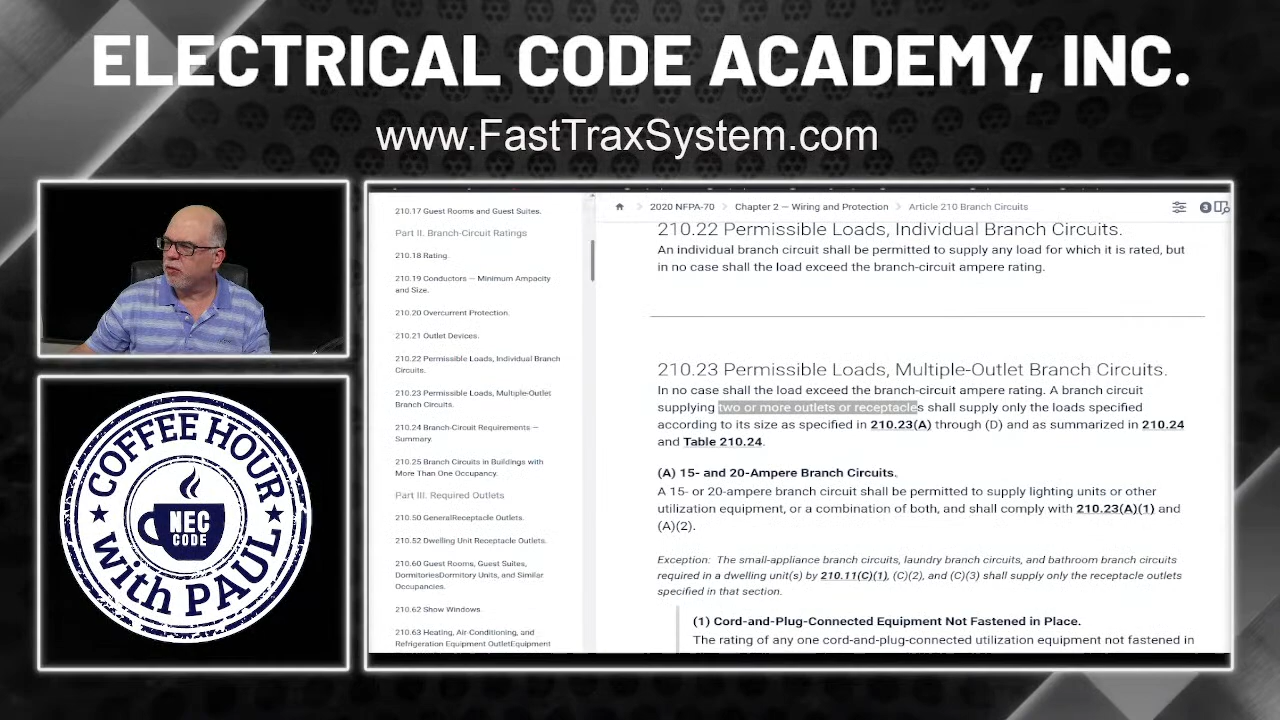 ELECTRICAL CODE ACADEMY, INC.
www.FastTraxSystem.com
COFFEE HOUR
NEC
CODE
with PAUL
210.17 Guest Rooms and Guest Suites.
Part II. Branch-Circuit Ratings
210.18 Rating.
210.19 Conductors — Minimum Ampacity
and Size.
210.20 Overcurrent Protection.
210.21 Outlet Devices.
210.22 Permissible Loads, Individual Branch
Circuits.
210.23 Permissible Loads, Multiple-Outlet
Branch Circuits.
210.24 Branch-Circuit Requirements —
Summary.
210.25 Branch Circuits in Buildings with
More Than One Occupancy.
Part III. Required Outlets
210.50 GeneralReceptacle Outlets.
210.52 Dwelling Unit Receptacle Outlets.
210.60 Guest Rooms, Guest Suites,
DormitoriesDormitory Units, and Similar
Occupancies.
210.62 Show Windows.
210.63 Heating, Air-Conditioning, and
Refrigeration Equipment OutletEquipment
2020 NFPA-70
Chapter 2 — Wiring and Protection
Article 210 Branch Circuits
3
210.22 Permissible Loads, Individual Branch Circuits.
An individual branch circuit shall be permitted to supply any load for which it is rated, but
in no case shall the load exceed the branch-circuit ampere rating.
210.23 Permissible Loads, Multiple-Outlet Branch Circuits.
In no case shall the load exceed the branch-circuit ampere rating. A branch circuit
supplying two or more outlets or receptacles shall supply only the loads specified
according to its size as specified in 210.23(A) through (D) and as summarized in 210.24
and Table 210.24.
(A) 15- and 20-Ampere Branch Circuits.
A 15- or 20-ampere branch circuit shall be permitted to supply lighting units or other
utilization equipment, or a combination of both, and shall comply with 210.23(A)(1) and
(A)(2).
Exception: The small-appliance branch circuits, laundry branch circuits, and bathroom branch circuits
required in a dwelling unit(s) by 210.11(C)(1), (C)(2), and (C)(3) shall supply only the receptacle outlets
specified in that section.
(1) Cord-and-Plug-Connected Equipment Not Fastened in Place.
The rating of any one cord-and-plug-connected utilization equipment not fastened in